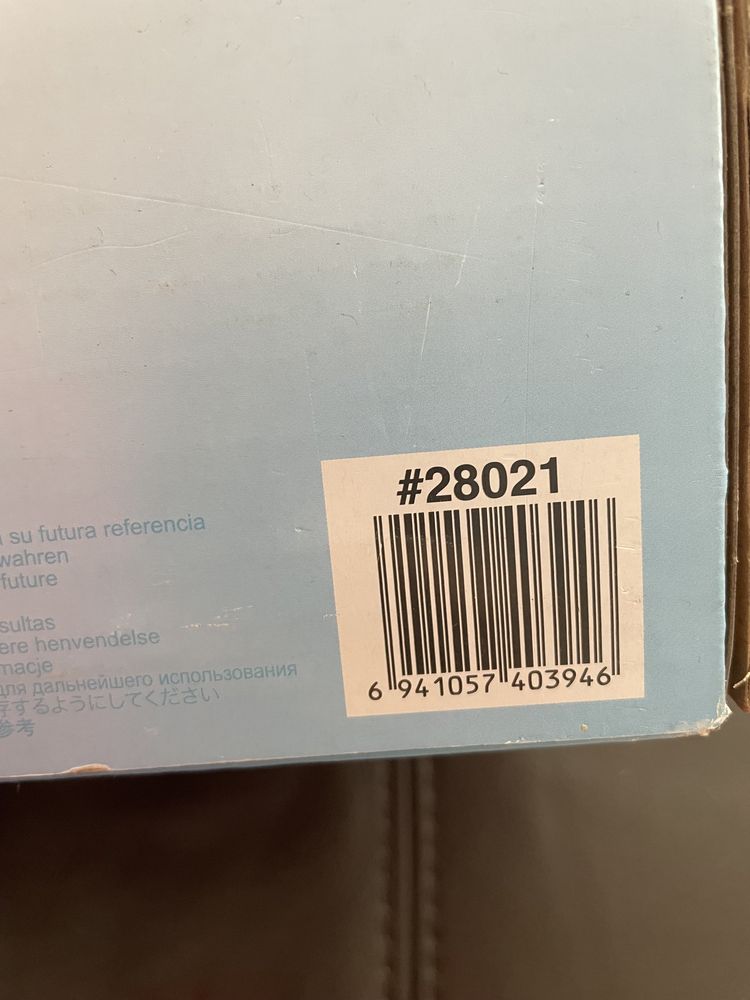 su futura referencia
wahren
future
sultas
ere henvendelse
macje
для дальнейшего использования
存するようにしてください
参考
#28021
6 941057 403946